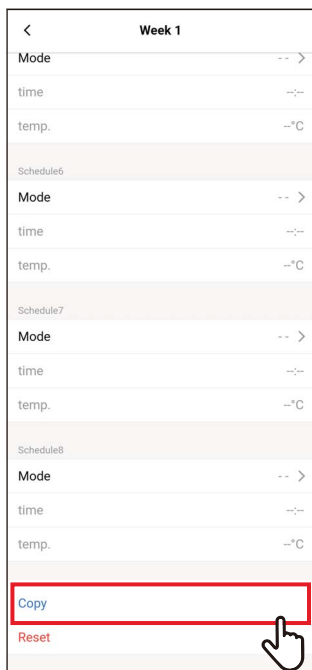 Week 1
Mode -- >
time --:--
temp. --°C
Schedule6
Mode -- >
time --:--
temp. --°C
Schedule7
Mode -- >
time --:--
temp. --°C
Schedule8
Mode -- >
time --:--
temp. --°C
Copy
Reset